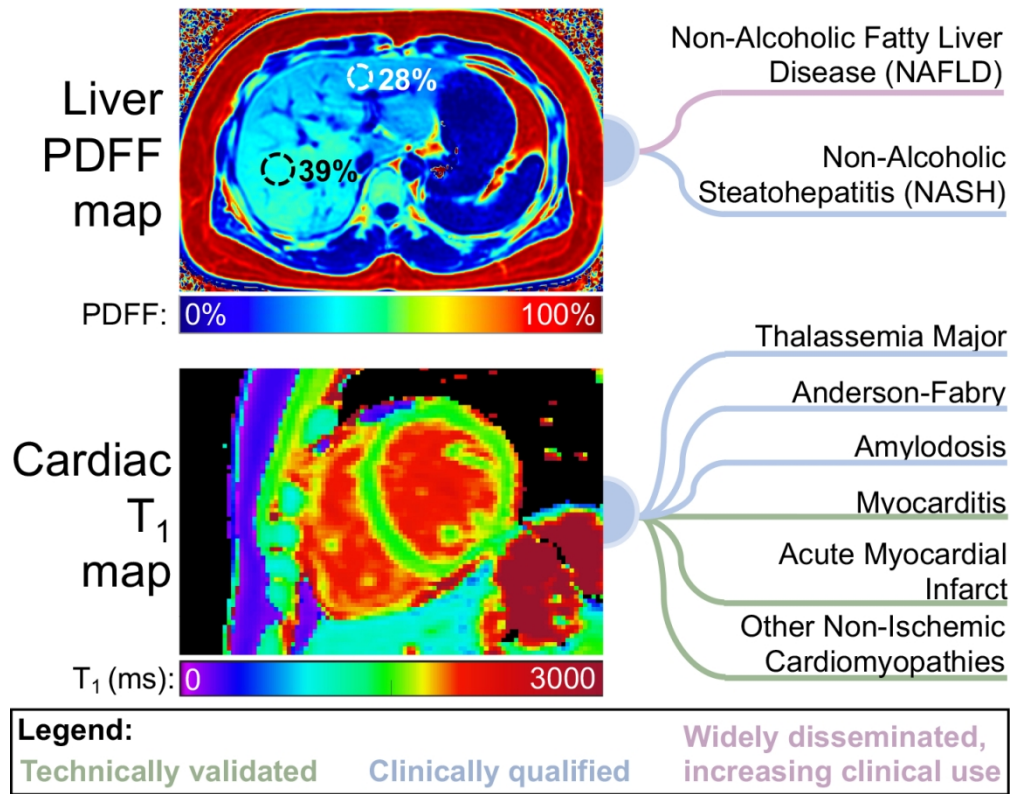 Liver
PDFF
map
28%
39%
PDFF:
0%
100%
Non-Alcoholic Fatty Liver
Disease (NAFLD)
Non-Alcoholic
Steatohepatitis (NASH)
Cardiac
T₁
map
T₁ (ms):
0
3000
Thalassemia Major
Anderson-Fabry
Amylodosis
Myocarditis
Acute Myocardial
Infarct
Other Non-Ischemic
Cardiomyopathies
Legend:
Technically validated
Clinically qualified
Widely disseminated,
increasing clinical use